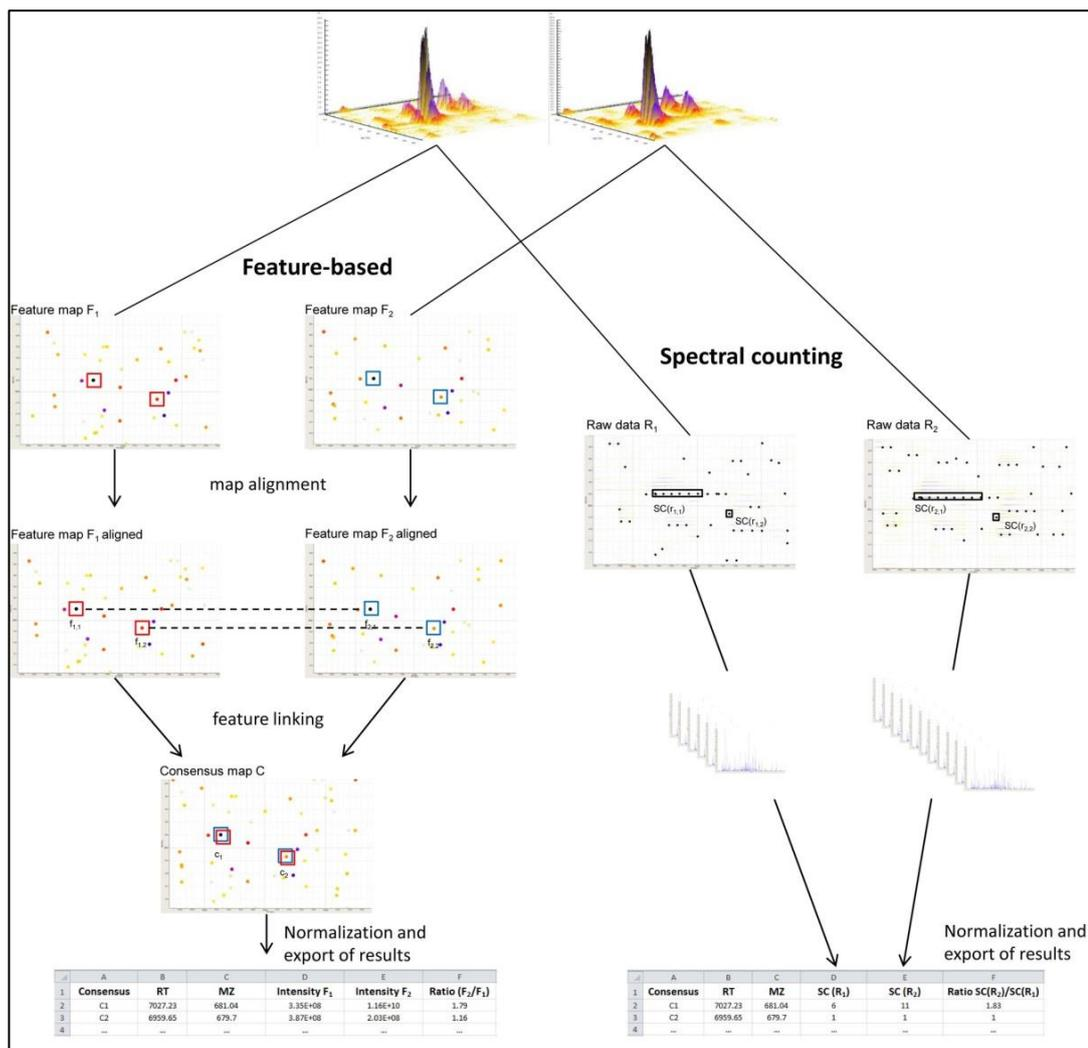 Feature-based
Feature map F₁
Feature map F₂
map alignment
Feature map F₁ aligned
Feature map F₂ aligned
f₁,₁
f₁,₂
f₂,₁
f₂,₂
feature linking
Consensus map C
c₁
c₂
Normalization and
export of results
A B C D E F
1 Consensus RT MZ Intensity F₁ Intensity F₂ Ratio (F₂/F₁)
2 C1 7027.23 681.04 3.35E+08 1.16E+10 1.79
3 C2 6959.65 679.7 3.87E+08 2.03E+08 1.16
4 ... ... ... ... ... ...
Spectral counting
Raw data R₁
Raw data R₂
SC(r₁,₁)
SC(r₁,₂)
SC(r₂,₁)
SC(r₂,₂)
Normalization and
export of results
A B C D E F
1 Consensus RT MZ SC (R₁) SC (R₂) Ratio SC(R₂)/SC(R₁)
2 C1 7027.23 681.04 6 11 1.83
3 C2 6959.65 679.7 1 1 1
4 ... ... ... ... ... ...